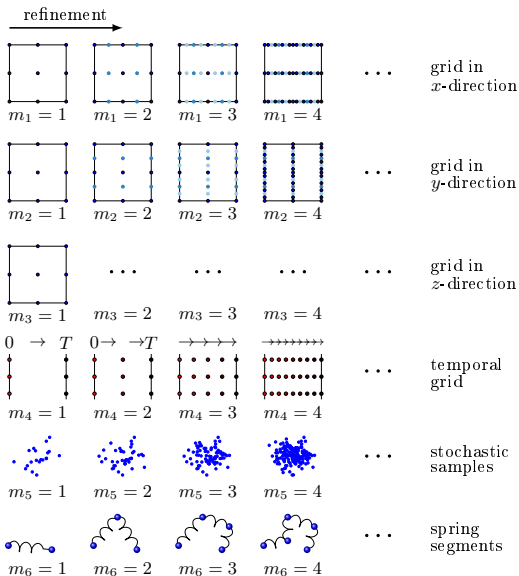 refinement
m₁ = 1 m₁ = 2 m₁ = 3 m₁ = 4 ··· grid in
x-direction
m₂ = 1 m₂ = 2 m₂ = 3 m₂ = 4 ··· grid in
y-direction
··· ··· ··· ··· grid in
z-direction
m₃ = 1 m₃ = 2 m₃ = 3 m₃ = 4
0 → T 0→ →T →→→→ →→→→→→→→
temporal
grid
m₄ = 1 m₄ = 2 m₄ = 3 m₄ = 4 ···
stochastic
samples
m₅ = 1 m₅ = 2 m₅ = 3 m₅ = 4 ···
spring
segments
m₆ = 1 m₆ = 2 m₆ = 3 m₆ = 4 ···